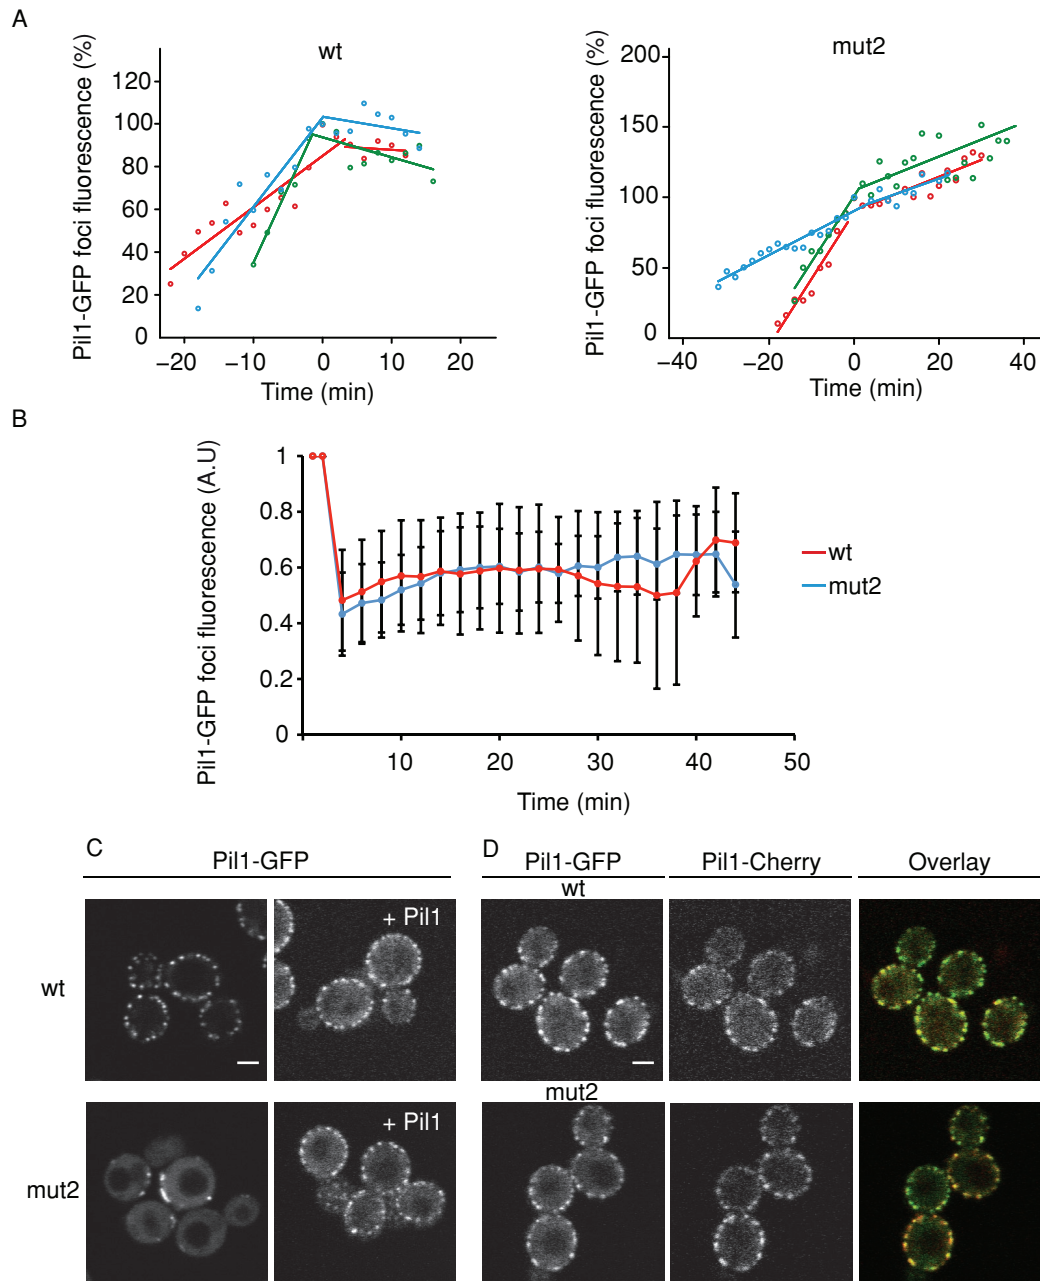 A
wt
Pil1-GFP foci fluorescence (%)
120
100
80
60
40
20
0
−20 −10 0 10 20
Time (min)
mut2
Pil1-GFP foci fluorescence (%)
200
150
100
50
0
−40 −20 0 20 40
Time (min)
B
Pil1-GFP foci fluorescence (A.U)
1
0.8
0.6
0.4
0.2
0
10 20 30 40 50
Time (min)
wt
mut2
C
Pil1-GFP
+ Pil1
wt
+ Pil1
mut2
D
Pil1-GFP Pil1-Cherry Overlay
wt
mut2